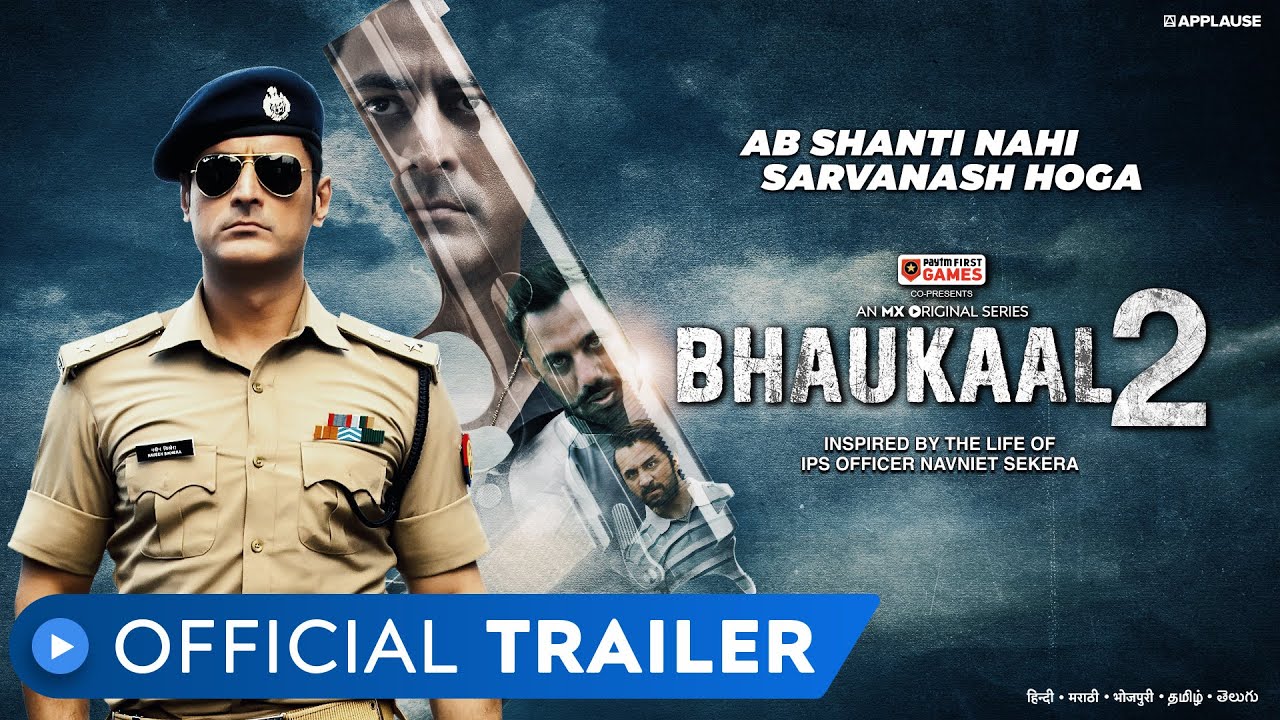 APPLAUSE
AB SHANTI NAHI
SARVANASH HOGA
PAYTM FIRST
GAMES
CO-PRESENTS
AN MX ORIGINAL SERIES
BHAUKAAL 2
INSPIRED BY THE LIFE OF
IPS OFFICER NAVNIET SEKERA
OFFICIAL TRAILER
हिन्दी • मराठी • भोजपुरी • தமிழ் • తెలుగు